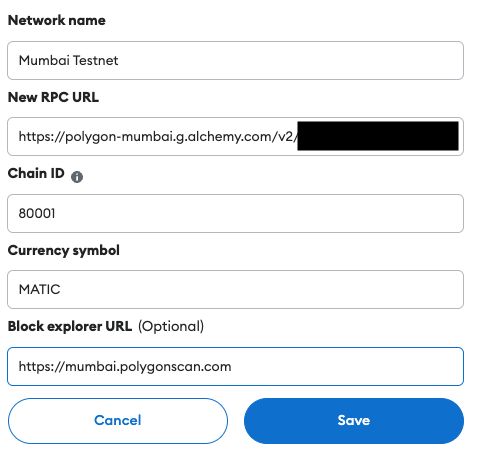 Network name
Mumbai Testnet
New RPC URL
https://polygon-mumbai.g.alchemy.com/v2/
Chain ID
80001
Currency symbol
MATIC
Block explorer URL (Optional)
https://mumbai.polygonscan.com
Cancel Save